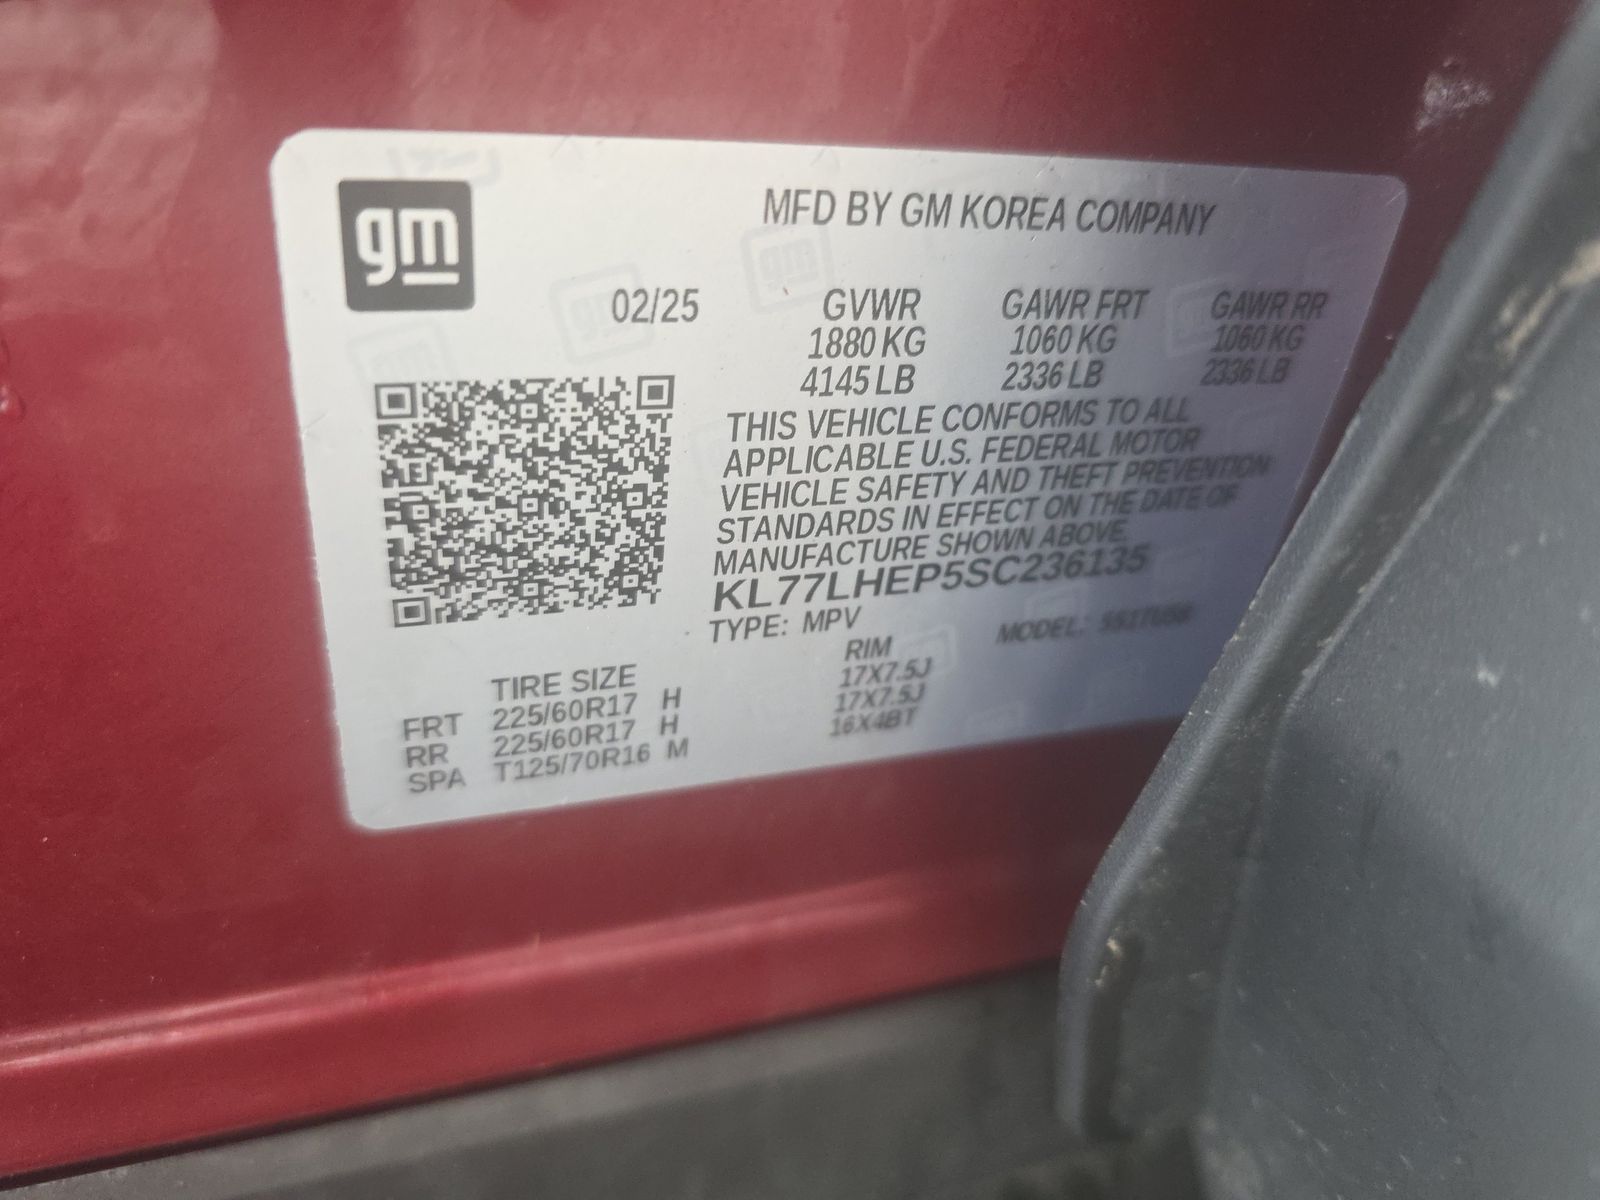 gm
MFD BY GM KOREA COMPANY
02/25
GVWR GAWR FRT GAWR RR
1880 KG 1060 KG 1060 KG
4145 LB 2336 LB 2336 LB
THIS VEHICLE CONFORMS TO ALL
APPLICABLE U.S. FEDERAL MOTOR
VEHICLE SAFETY AND THEFT PREVENTION
STANDARDS IN EFFECT ON THE DATE OF
MANUFACTURE SHOWN ABOVE.
KL77LHEP5SC236135
TYPE: MPV MODEL:
TIRE SIZE RIM
FRT 225/60R17 H 17X7.5J
RR 225/60R17 H 17X7.5J
SPA T125/70R16 M 16X4BT